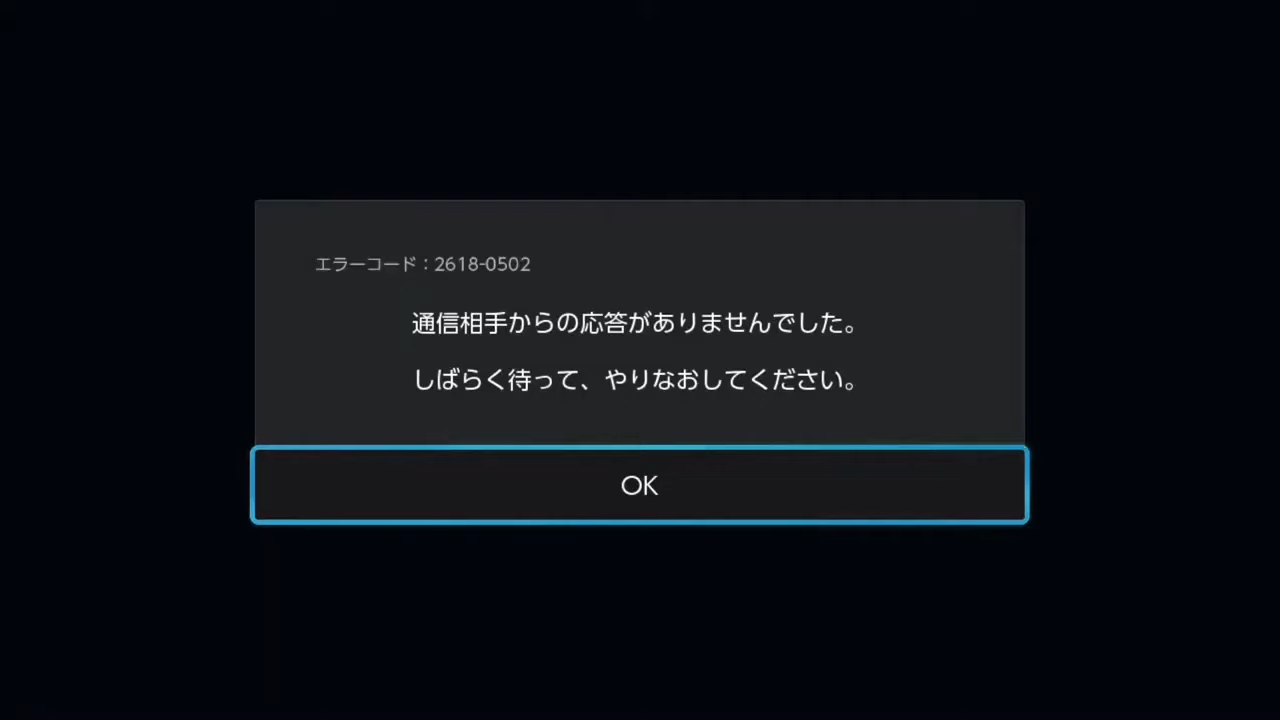 エラーコード：2618-0502
通信相手からの応答がありませんでした。
しばらく待って、やりなおしてください。
OK